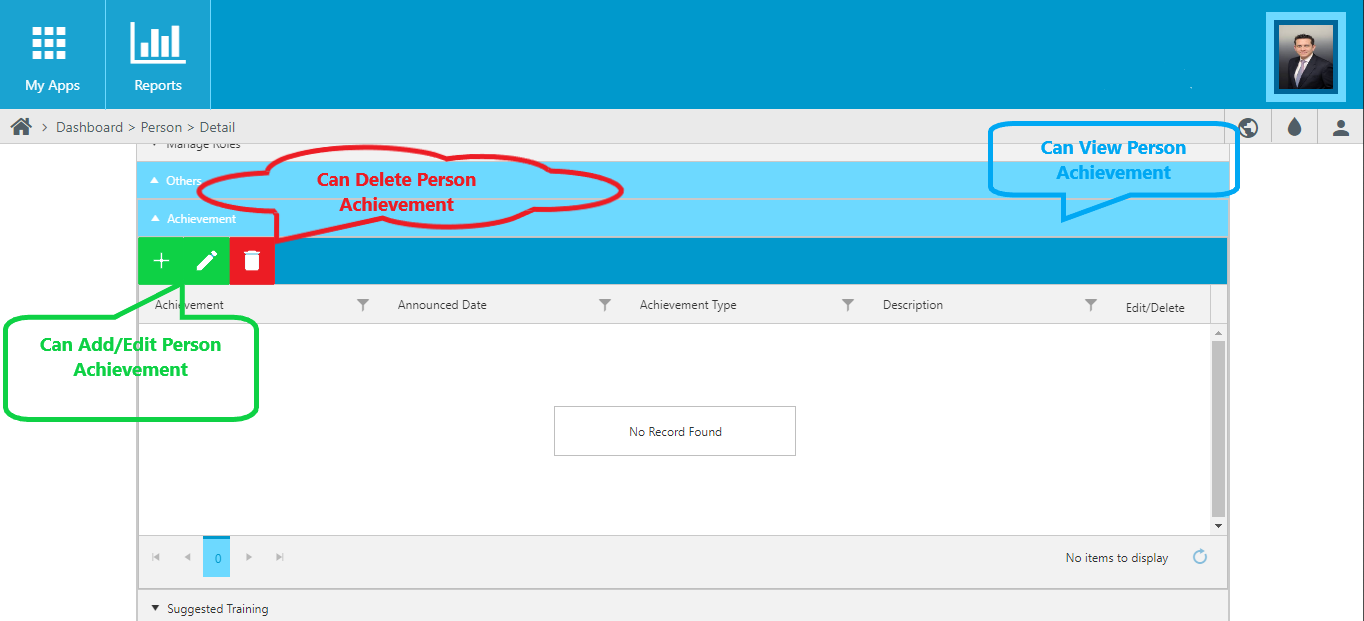 My Apps
Reports
Dashboard > Person > Detail
Manage Roles
Can View Person
Achievement
Others
Can Delete Person
Achievement
Achievement
Achievement
Announced Date
Achievement Type
Description
Edit/Delete
Can Add/Edit Person
Achievement
No Record Found
0
No items to display
Suggested Training